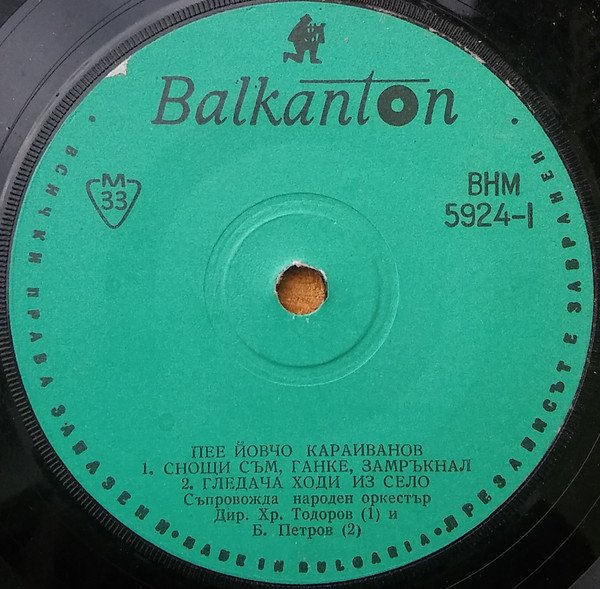 Balkanton
M
33
ВНМ
5924-I
ПЕЕ ЙОВЧО КАРАИВАНОВ
1. СНОЩИ СЪМ, ГАНКЕ, ЗАМРЪКНАЛ
2. ГЛЕДАЧА ХОДИ ИЗ СЕЛО
Съпровожда народен оркестър
Дир. Хр. Тодоров (1) и
Б. Петров (2)
• ВСИЧКИ ПРАВА ЗАПАЗЕНИ • MADE IN BULGARIA • ПРЕЗАПИСЪТ Е ЗАБРАНЕН •